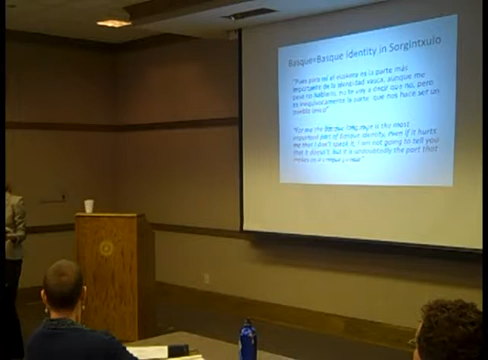 Basque=Basque Identity in Sorgintxulo
"Pues para mí el euskera es la parte más
importante de la identidad vasca, aunque me
pese no hablarlo, no te voy a decir que no, pero
es inequívocamente la parte que nos hace ser un
pueblo único"
"For me the Basque language is the most
important part of Basque identity, even if it hurts
me that I don't speak it, I am not going to tell you
that it doesn't, but it is undoubtedly the part that
makes us a unique